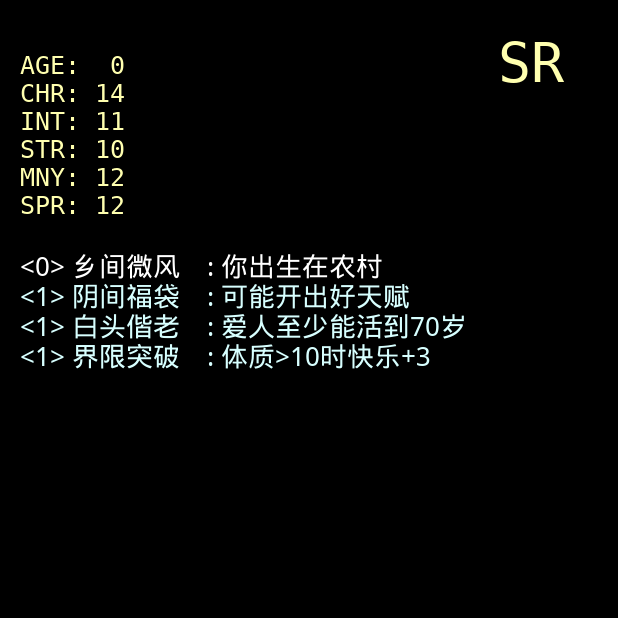 SR
AGE: 0
CHR: 14
INT: 11
STR: 10
MNY: 12
SPR: 12
<0> 乡间微风 : 你出生在农村
<1> 阴间福袋 : 可能开出好天赋
<1> 白头偕老 : 爱人至少能活到70岁
<1> 界限突破 : 体质>10时快乐+3